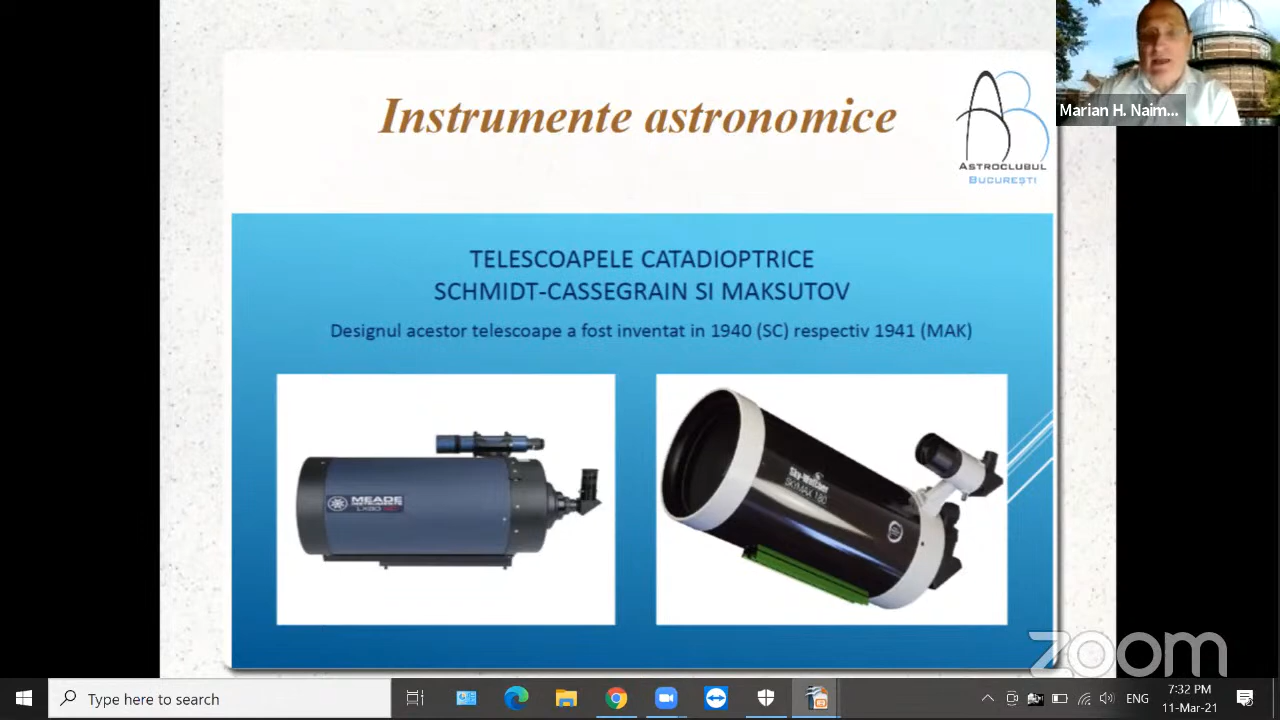 Instrumente astronomice
ASTROCLUBUL
BUCUREȘTI
Marian H. Naim...
TELESCOAPELE CATADIOPTRICE
SCHMIDT-CASSEGRAIN SI MAKSUTOV
Designul acestor telescoape a fost inventat in 1940 (SC) respectiv 1941 (MAK)
MEADE
INSTRUMENTS
Sky-Watcher
SKYMAX 180
zoom
Type here to search
ENG
7:32 PM
11-Mar-21